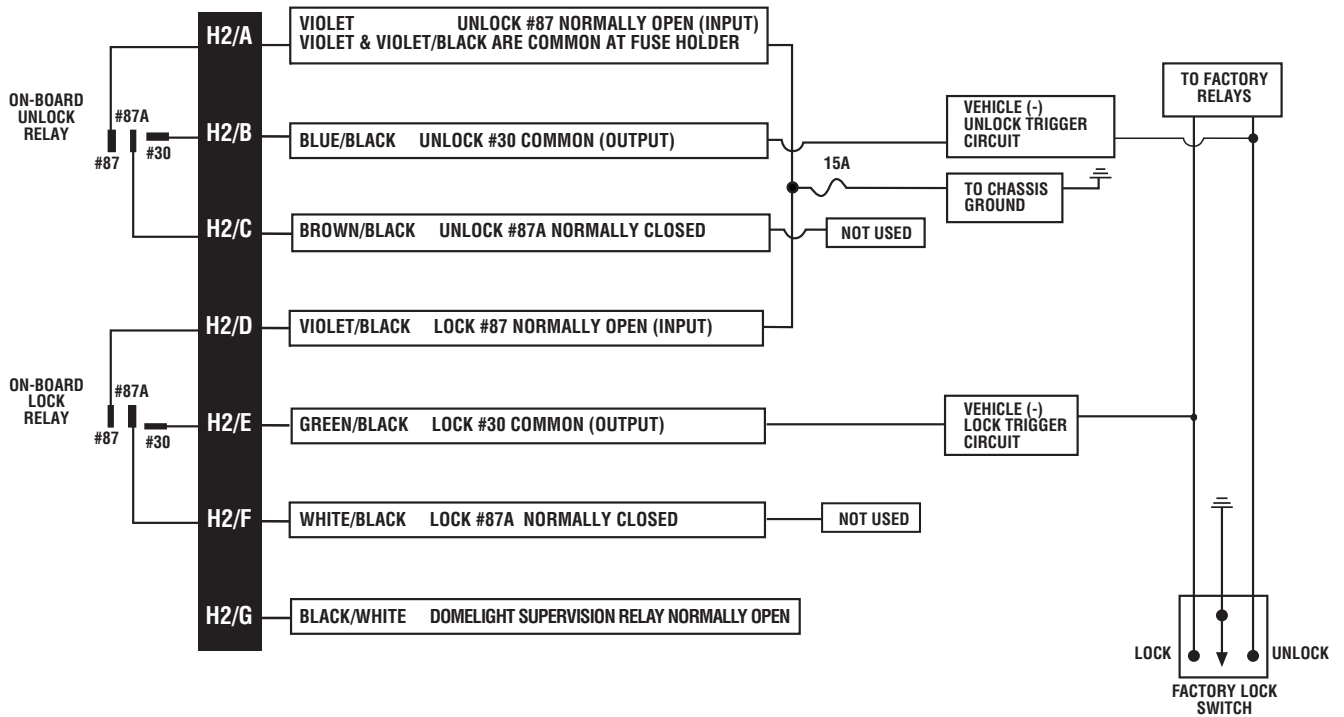 H2/A
VIOLET UNLOCK #87 NORMALLY OPEN (INPUT)
VIOLET & VIOLET/BLACK ARE COMMON AT FUSE HOLDER
TO FACTORY
RELAYS
ON-BOARD
UNLOCK
RELAY
#87A
#87
#30
H2/B
BLUE/BLACK UNLOCK #30 COMMON (OUTPUT)
VEHICLE (-)
UNLOCK TRIGGER
CIRCUIT
15A
TO CHASSIS
GROUND
H2/C
BROWN/BLACK UNLOCK #87A NORMALLY CLOSED
NOT USED
H2/D
VIOLET/BLACK LOCK #87 NORMALLY OPEN (INPUT)
ON-BOARD
LOCK
RELAY
#87A
#87
#30
H2/E
GREEN/BLACK LOCK #30 COMMON (OUTPUT)
VEHICLE (-)
LOCK TRIGGER
CIRCUIT
H2/F
WHITE/BLACK LOCK #87A NORMALLY CLOSED
NOT USED
H2/G
BLACK/WHITE DOMELIGHT SUPERVISION RELAY NORMALLY OPEN
LOCK
UNLOCK
FACTORY LOCK
SWITCH